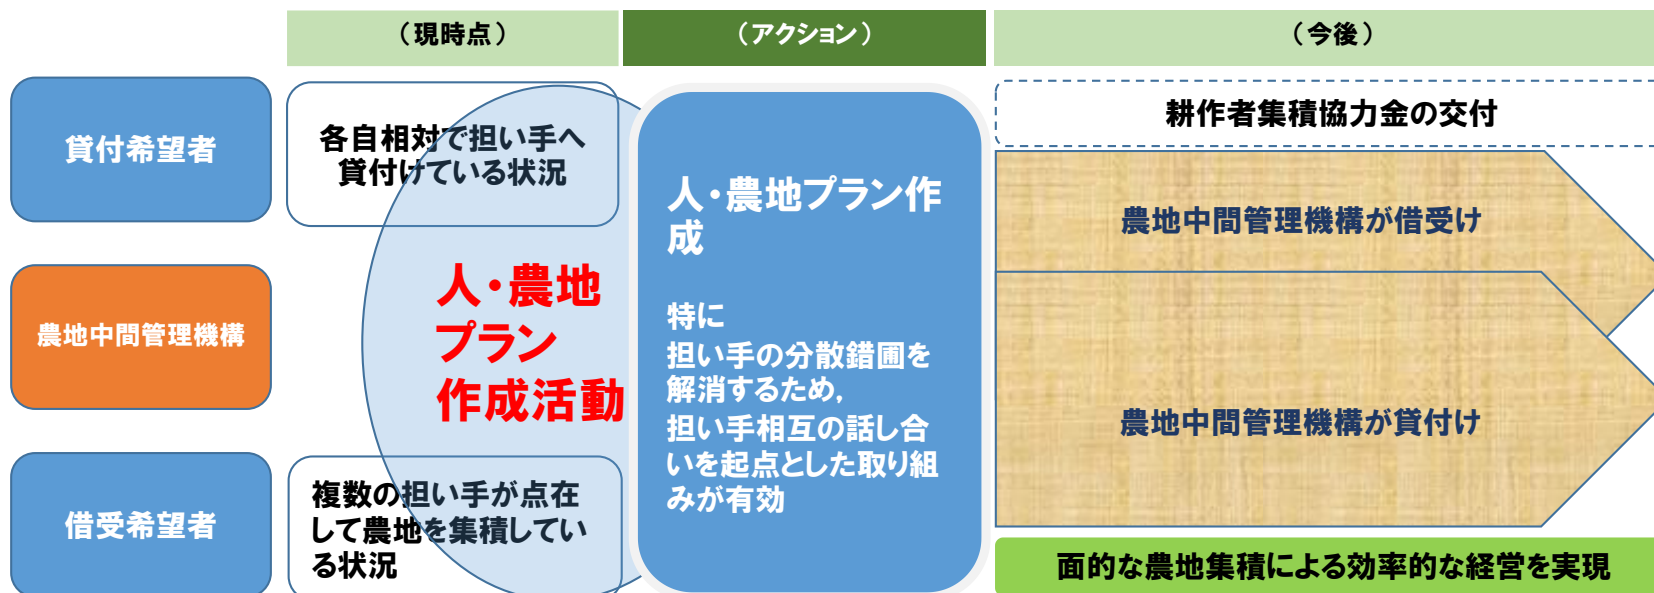 （現時点）
（アクション）
（今後）
貸付希望者
各自相対で担い手へ
貸付けている状況
農地中間管理機構
人・農地
プラン
作成活動
借受希望者
複数の担い手が点在
して農地を集積してい
る状況
人・農地プラン作
成
特に
担い手の分散錯圃を
解消するため,
担い手相互の話し合
いを起点とした取り組
みが有効
耕作者集積協力金の交付
農地中間管理機構が借受け
農地中間管理機構が貸付け
面的な農地集積による効率的な経営を実現